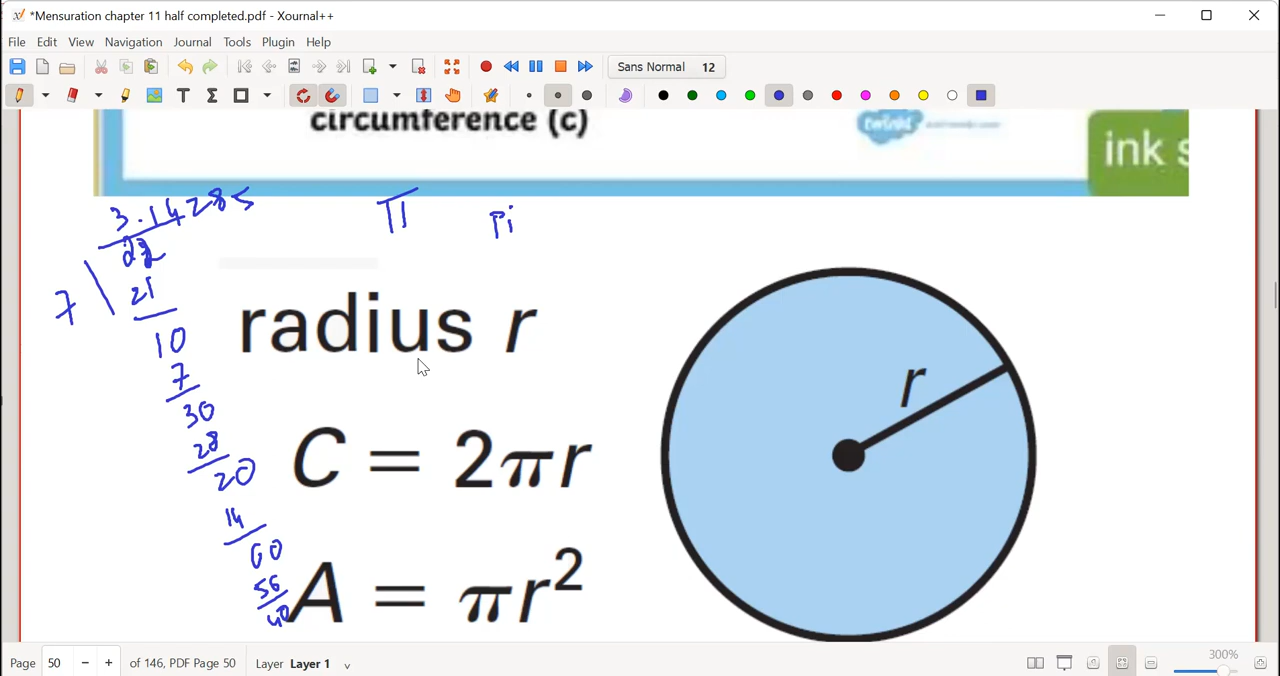 *Mensuration chapter 11 half completed.pdf - Xournal++
File Edit View Navigation Journal Tools Plugin Help
Sans Normal 12
circumference (c)
twinkl
ink s
3.14285
π Pi
22
7
21
10
7
30
28
20
14
60
56
40
radius r
r
C = 2πr
A = πr²
Page 50 of 146, PDF Page 50 Layer Layer 1
300%